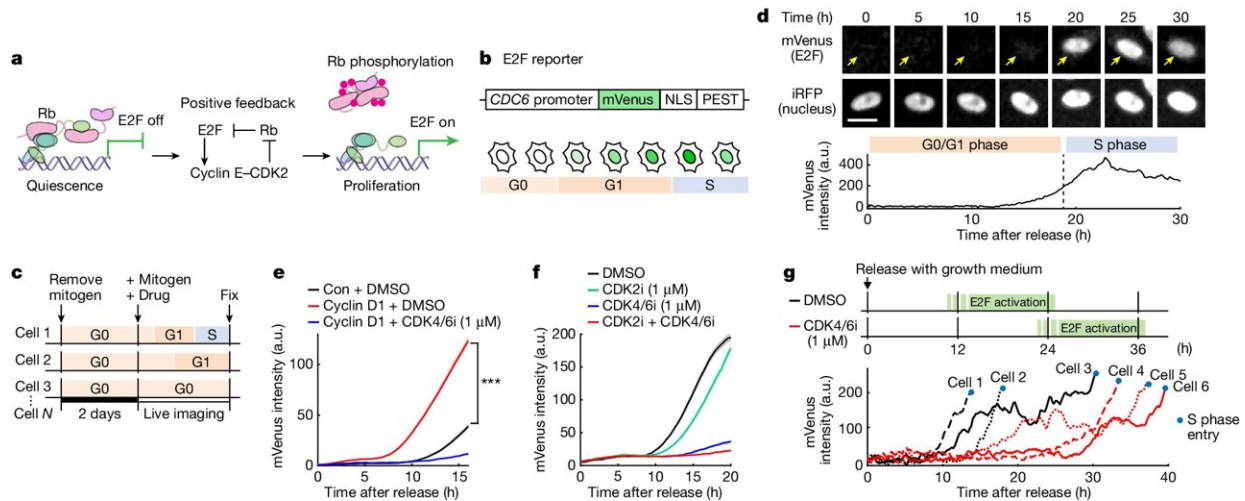 a
Rb phosphorylation
Rb
E2F off
Positive feedback
E2F
Rb
Cyclin E–CDK2
E2F on
Quiescence
Proliferation
b
E2F reporter
CDC6 promoter
mVenus
NLS
PEST
G0
G1
S
c
Remove
mitogen
+ Mitogen
+ Drug
Fix
Cell 1
G0
G1
S
Cell 2
G0
G1
Cell 3
G0
G0
Cell N
2 days
Live imaging
d
Time (h)
0
5
10
15
20
25
30
mVenus
(E2F)
iRFP
(nucleus)
G0/G1 phase
S phase
mVenus
intensity (a.u.)
400
200
0
0
10
20
30
Time after release (h)
e
Con + DMSO
Cyclin D1 + DMSO
Cyclin D1 + CDK4/6i (1 μM)
mVenus intensity (a.u.)
100
50
0
***
0
5
10
15
Time after release (h)
f
DMSO
CDK2i (1 μM)
CDK4/6i (1 μM)
CDK2i + CDK4/6i
mVenus intensity (a.u.)
200
150
100
50
0
0
5
10
15
20
Time after release (h)
g
Release with growth medium
DMSO
E2F activation
CDK4/6i
(1 μM)
E2F activation
0
12
24
36
(h)
mVenus
intensity (a.u.)
400
200
0
Cell 1
Cell 2
Cell 3
Cell 4
Cell 5
Cell 6
S phase
entry
0
10
20
30
40
Time after release (h)